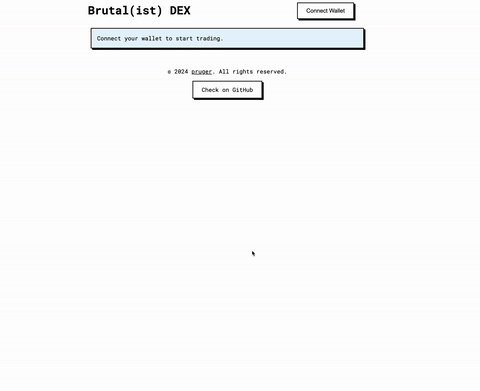 Brutal(ist) DEX
Connect Wallet
Connect your wallet to start trading.
© 2024 pruger. All rights reserved.
Check on GitHub